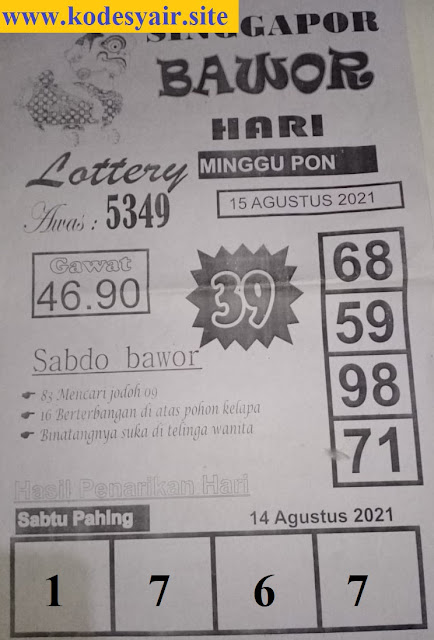 www.kodesyair.site
SINGGAPOR
BAWOR
HARI
Lottery
MINGGU PON
Awas : 5349
15 AGUSTUS 2021
Gawat
46.90
39
68
59
98
71
Sabdo bawor
83 Mencari jodoh 09
16 Berterbangan di atas pohon kelapa
Binatangnya suka di telinga wanita
Hasil Penarikan Hari
Sabtu Pahing
14 Agustus 2021
1 7 6 7